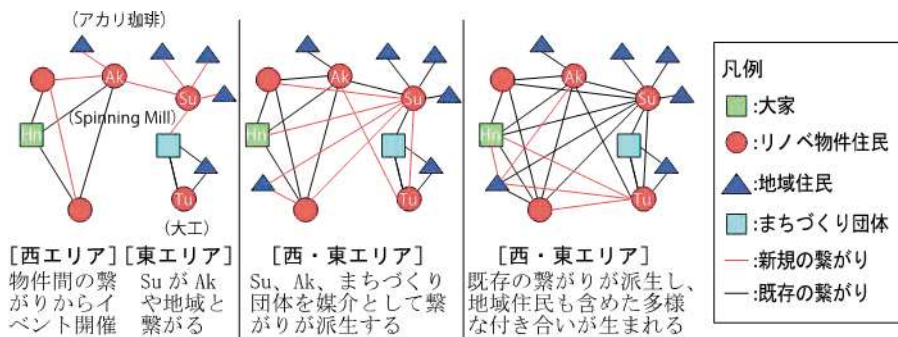 (アカリ珈琲)
Ak
Su
Hn
(Spinning Mill)
Tu
(大工)
[西エリア]
物件間の繋
がりからイ
ベント開催
[東エリア]
SuがAk
や地域と
繋がる
Ak
Su
Hn
Tu
[西・東エリア]
Su、Ak、まちづくり
団体を媒介として繋
がりが派生する
Ak
Su
Hn
Tu
[西・東エリア]
既存の繋がりが派生し、
地域住民も含めた多様
な付き合いが生まれる
凡例
:大家
:リノベ物件住民
:地域住民
:まちづくり団体
:新規の繋がり
:既存の繋がり